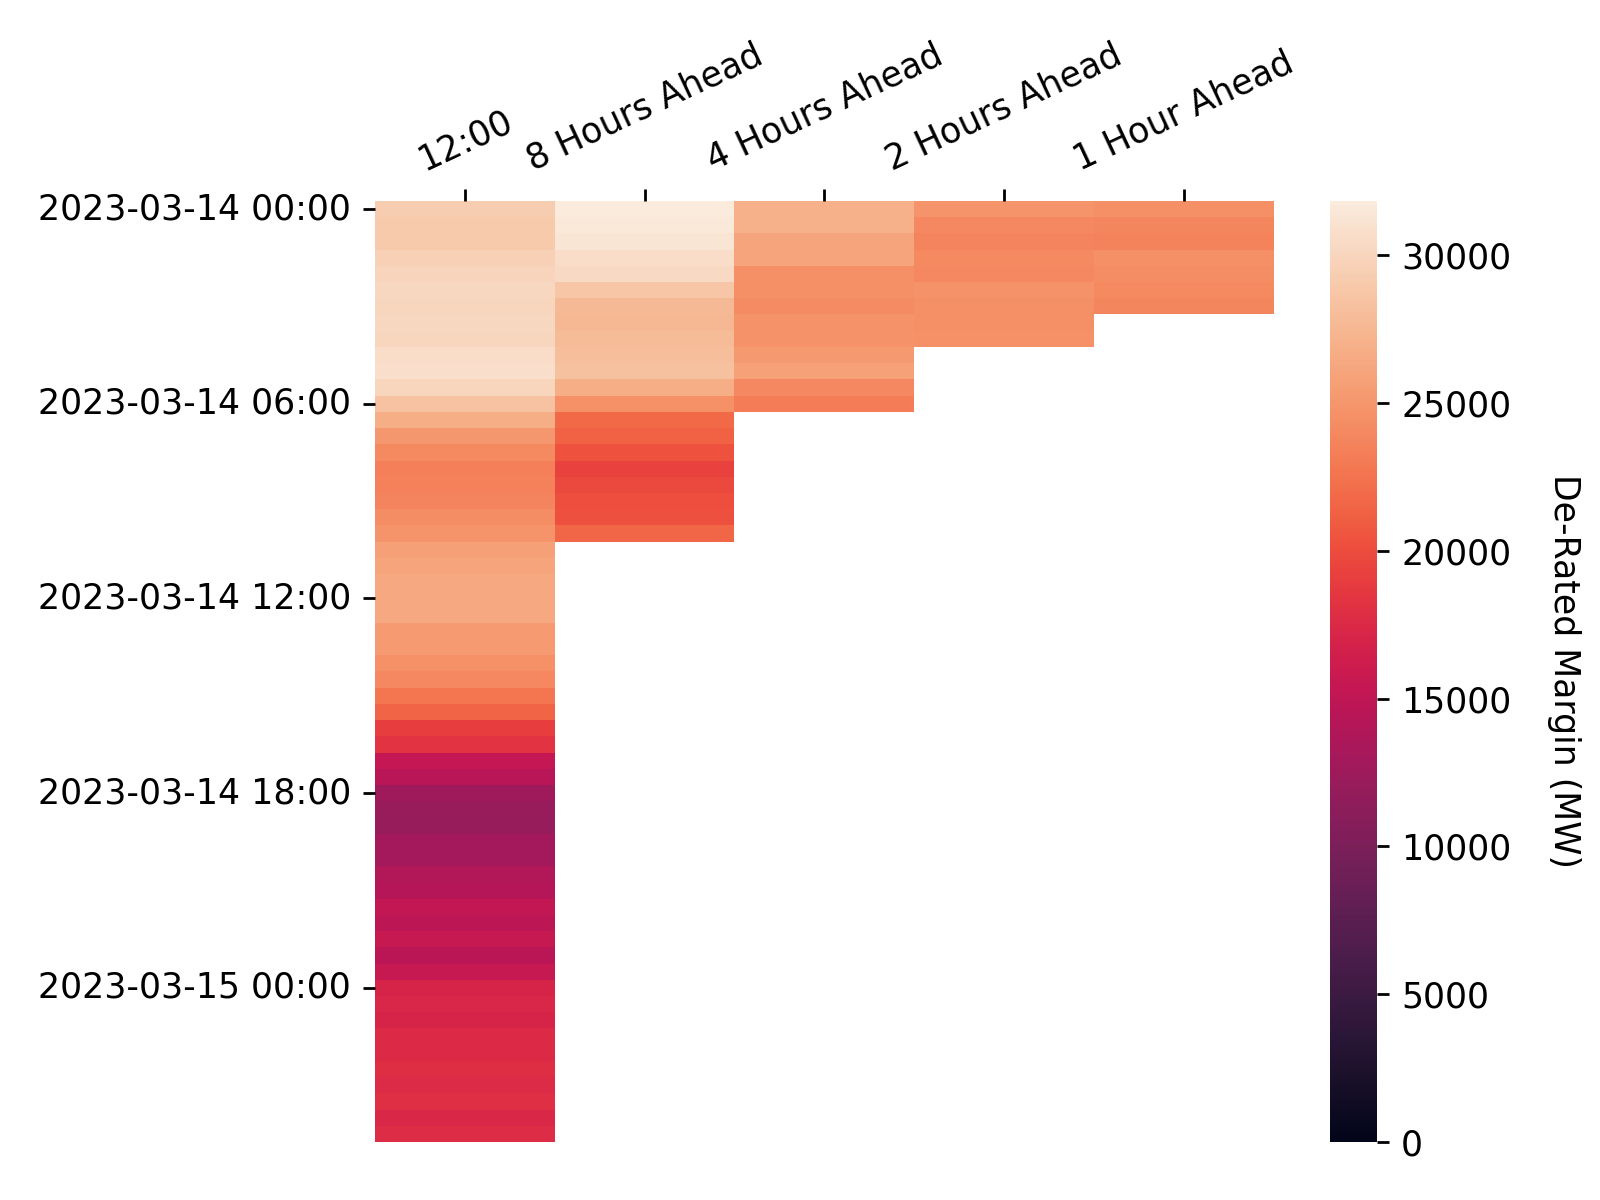 12:00
8 Hours Ahead
4 Hours Ahead
2 Hours Ahead
1 Hour Ahead
2023-03-14 00:00
2023-03-14 06:00
2023-03-14 12:00
2023-03-14 18:00
2023-03-15 00:00
30000
25000
20000
15000
10000
5000
0
De-Rated Margin (MW)